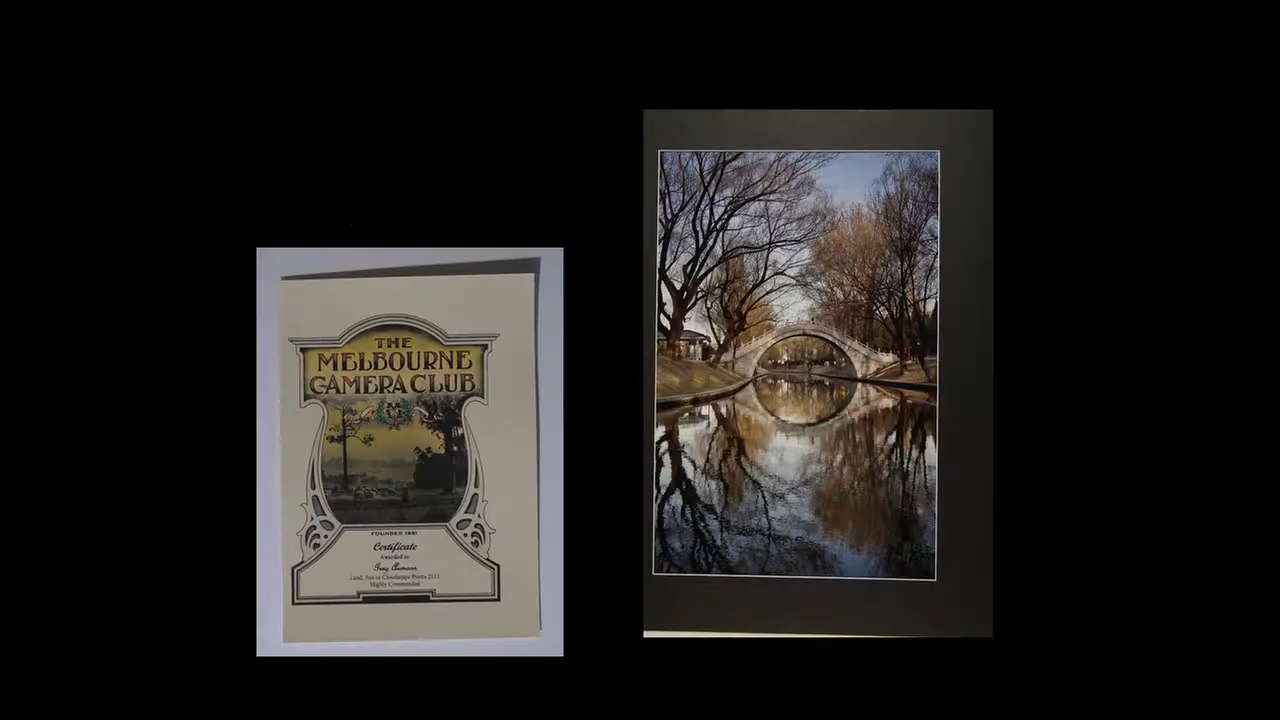 THE
MELBOURNE
CAMERA CLUB
FOUNDED 1891
Certificate
Awarded to
Land, Sea or Cloudscape Prints 2011
Highly Commended